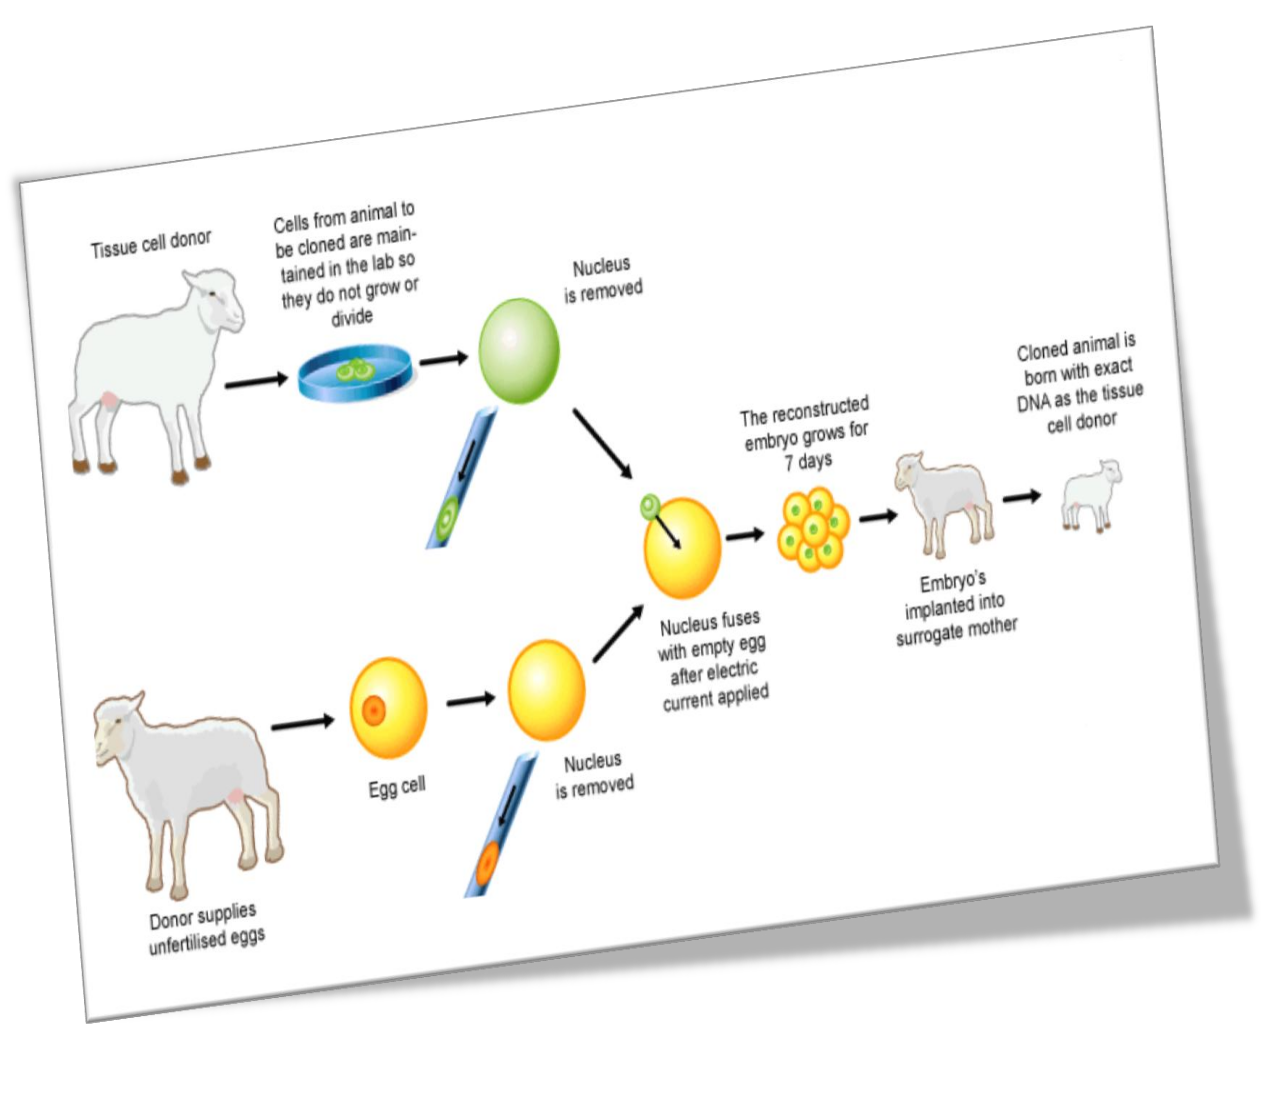 Tissue cell donor
Cells from animal to
be cloned are main-
tained in the lab so
they do not grow or
divide
Nucleus
is removed
Donor supplies
unfertilised eggs
Egg cell
Nucleus
is removed
Nucleus fuses
with empty egg
after electric
current applied
The reconstructed
embryo grows for
7 days
Embryo's
implanted into
surrogate mother
Cloned animal is
born with exact
DNA as the tissue
cell donor